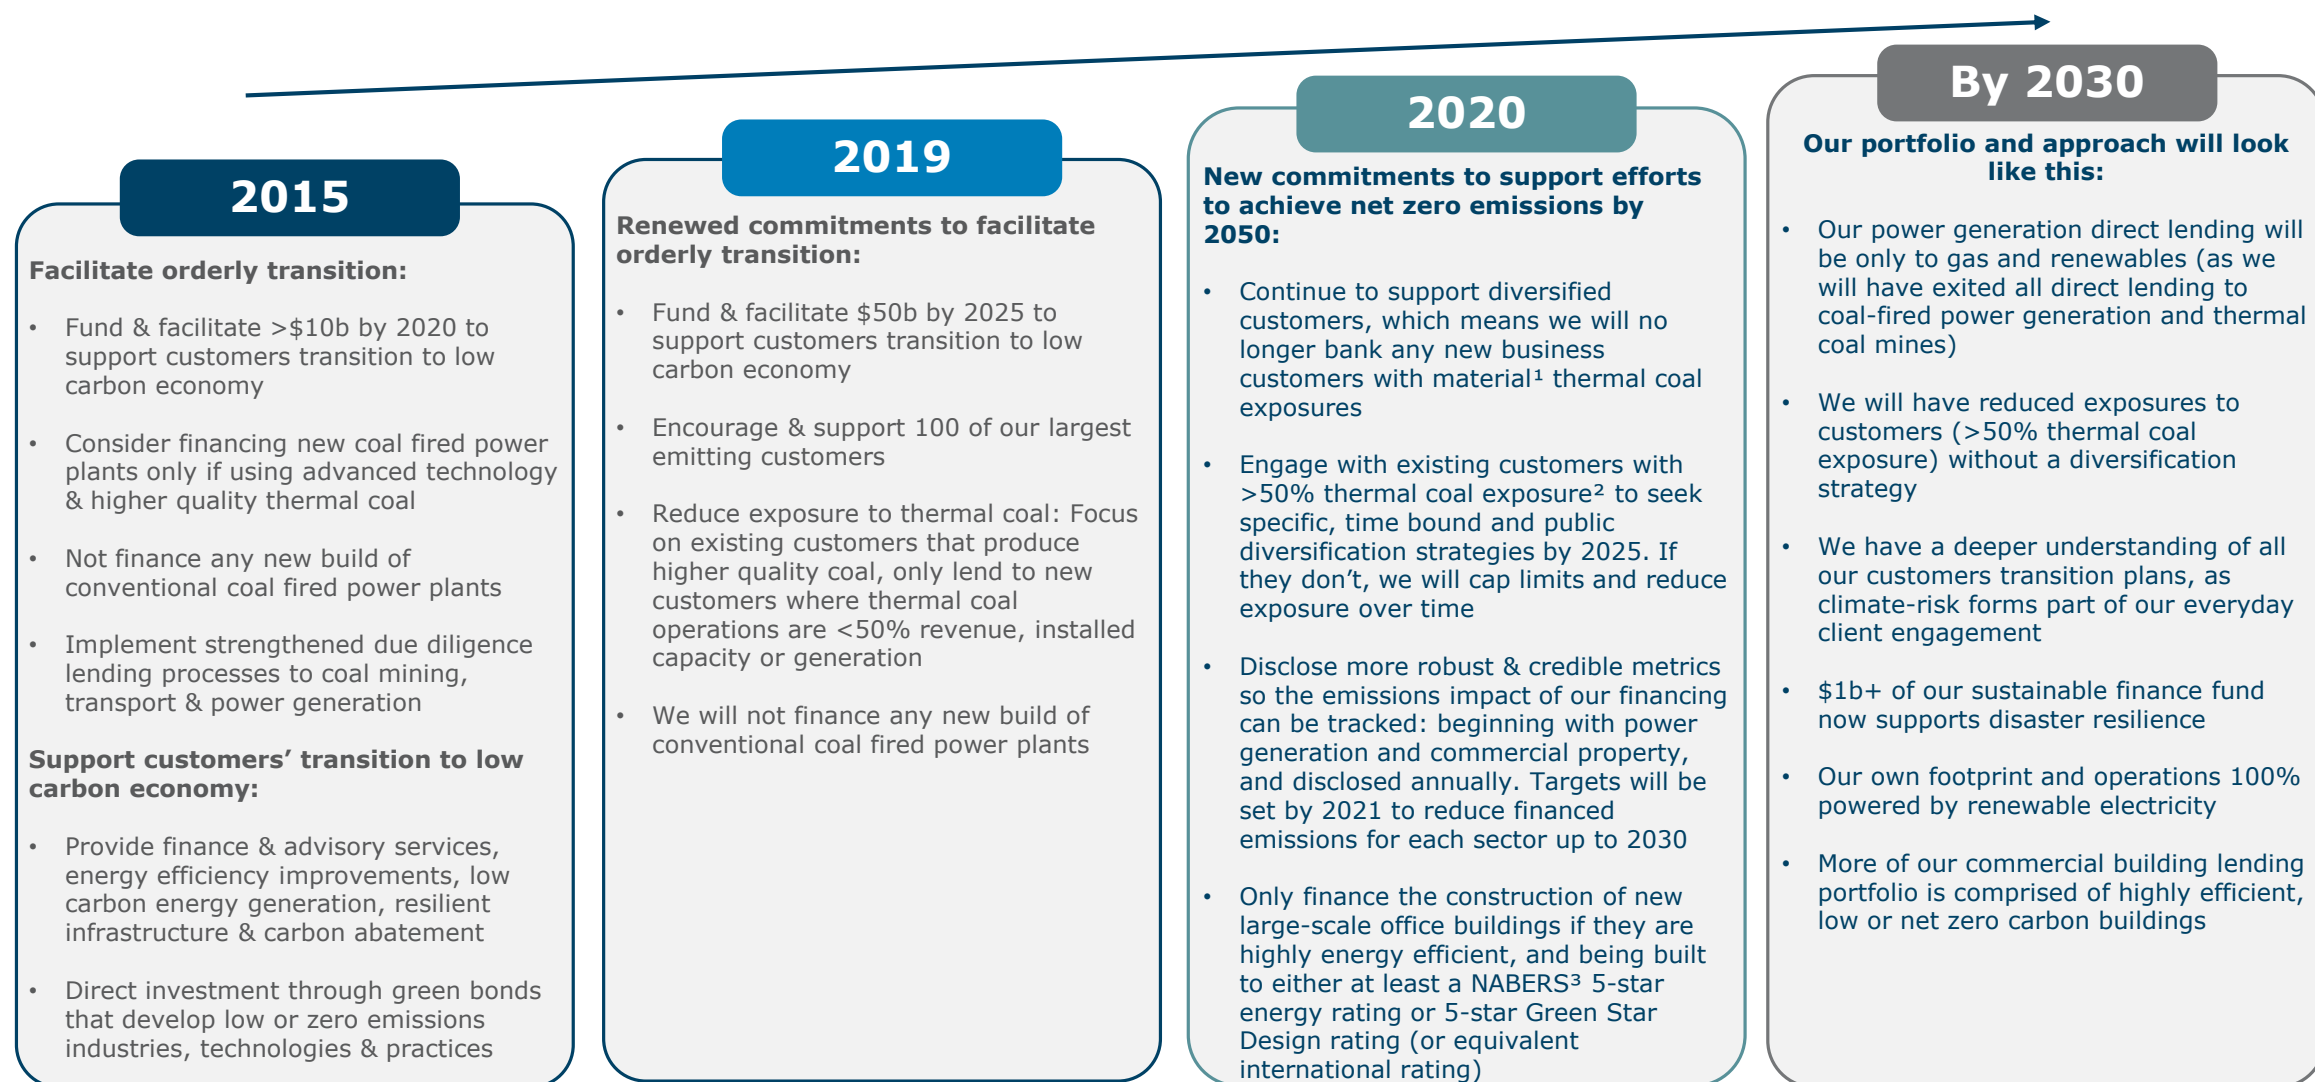 2015
Facilitate orderly transition:
• Fund & facilitate >$10b by 2020 to
support customers transition to low
carbon economy
• Consider financing new coal fired power
plants only if using advanced technology
& higher quality thermal coal
• Not finance any new build of
conventional coal fired power plants
• Implement strengthened due diligence
lending processes to coal mining,
transport & power generation
Support customers’ transition to low
carbon economy:
• Provide finance & advisory services,
energy efficiency improvements, low
carbon energy generation, resilient
infrastructure & carbon abatement
• Direct investment through green bonds
that develop low or zero emissions
industries, technologies & practices
2019
Renewed commitments to facilitate
orderly transition:
• Fund & facilitate $50b by 2025 to
support customers transition to low
carbon economy
• Encourage & support 100 of our largest
emitting customers
• Reduce exposure to thermal coal: Focus
on existing customers that produce
higher quality coal, only lend to new
customers where thermal coal
operations are <50% revenue, installed
capacity or generation
• We will not finance any new build of
conventional coal fired power plants
2020
New commitments to support efforts
to achieve net zero emissions by
2050:
• Continue to support diversified
customers, which means we will no
longer bank any new business
customers with material¹ thermal coal
exposures
• Engage with existing customers with
>50% thermal coal exposure² to seek
specific, time bound and public
diversification strategies by 2025. If
they don’t, we will cap limits and reduce
exposure over time
• Disclose more robust & credible metrics
so the emissions impact of our financing
can be tracked: beginning with power
generation and commercial property,
and disclosed annually. Targets will be
set by 2021 to reduce financed
emissions for each sector up to 2030
• Only finance the construction of new
large-scale office buildings if they are
highly energy efficient, and being built
to either at least a NABERS³ 5-star
energy rating or 5-star Green Star
Design rating (or equivalent
international rating)
By 2030
Our portfolio and approach will look
like this:
• Our power generation direct lending will
be only to gas and renewables (as we
will have exited all direct lending to
coal-fired power generation and thermal
coal mines)
• We will have reduced exposures to
customers (>50% thermal coal
exposure) without a diversification
strategy
• We have a deeper understanding of all
our customers transition plans, as
climate-risk forms part of our everyday
client engagement
• $1b+ of our sustainable finance fund
now supports disaster resilience
• Our own footprint and operations 100%
powered by renewable electricity
• More of our commercial building lending
portfolio is comprised of highly efficient,
low or net zero carbon buildings